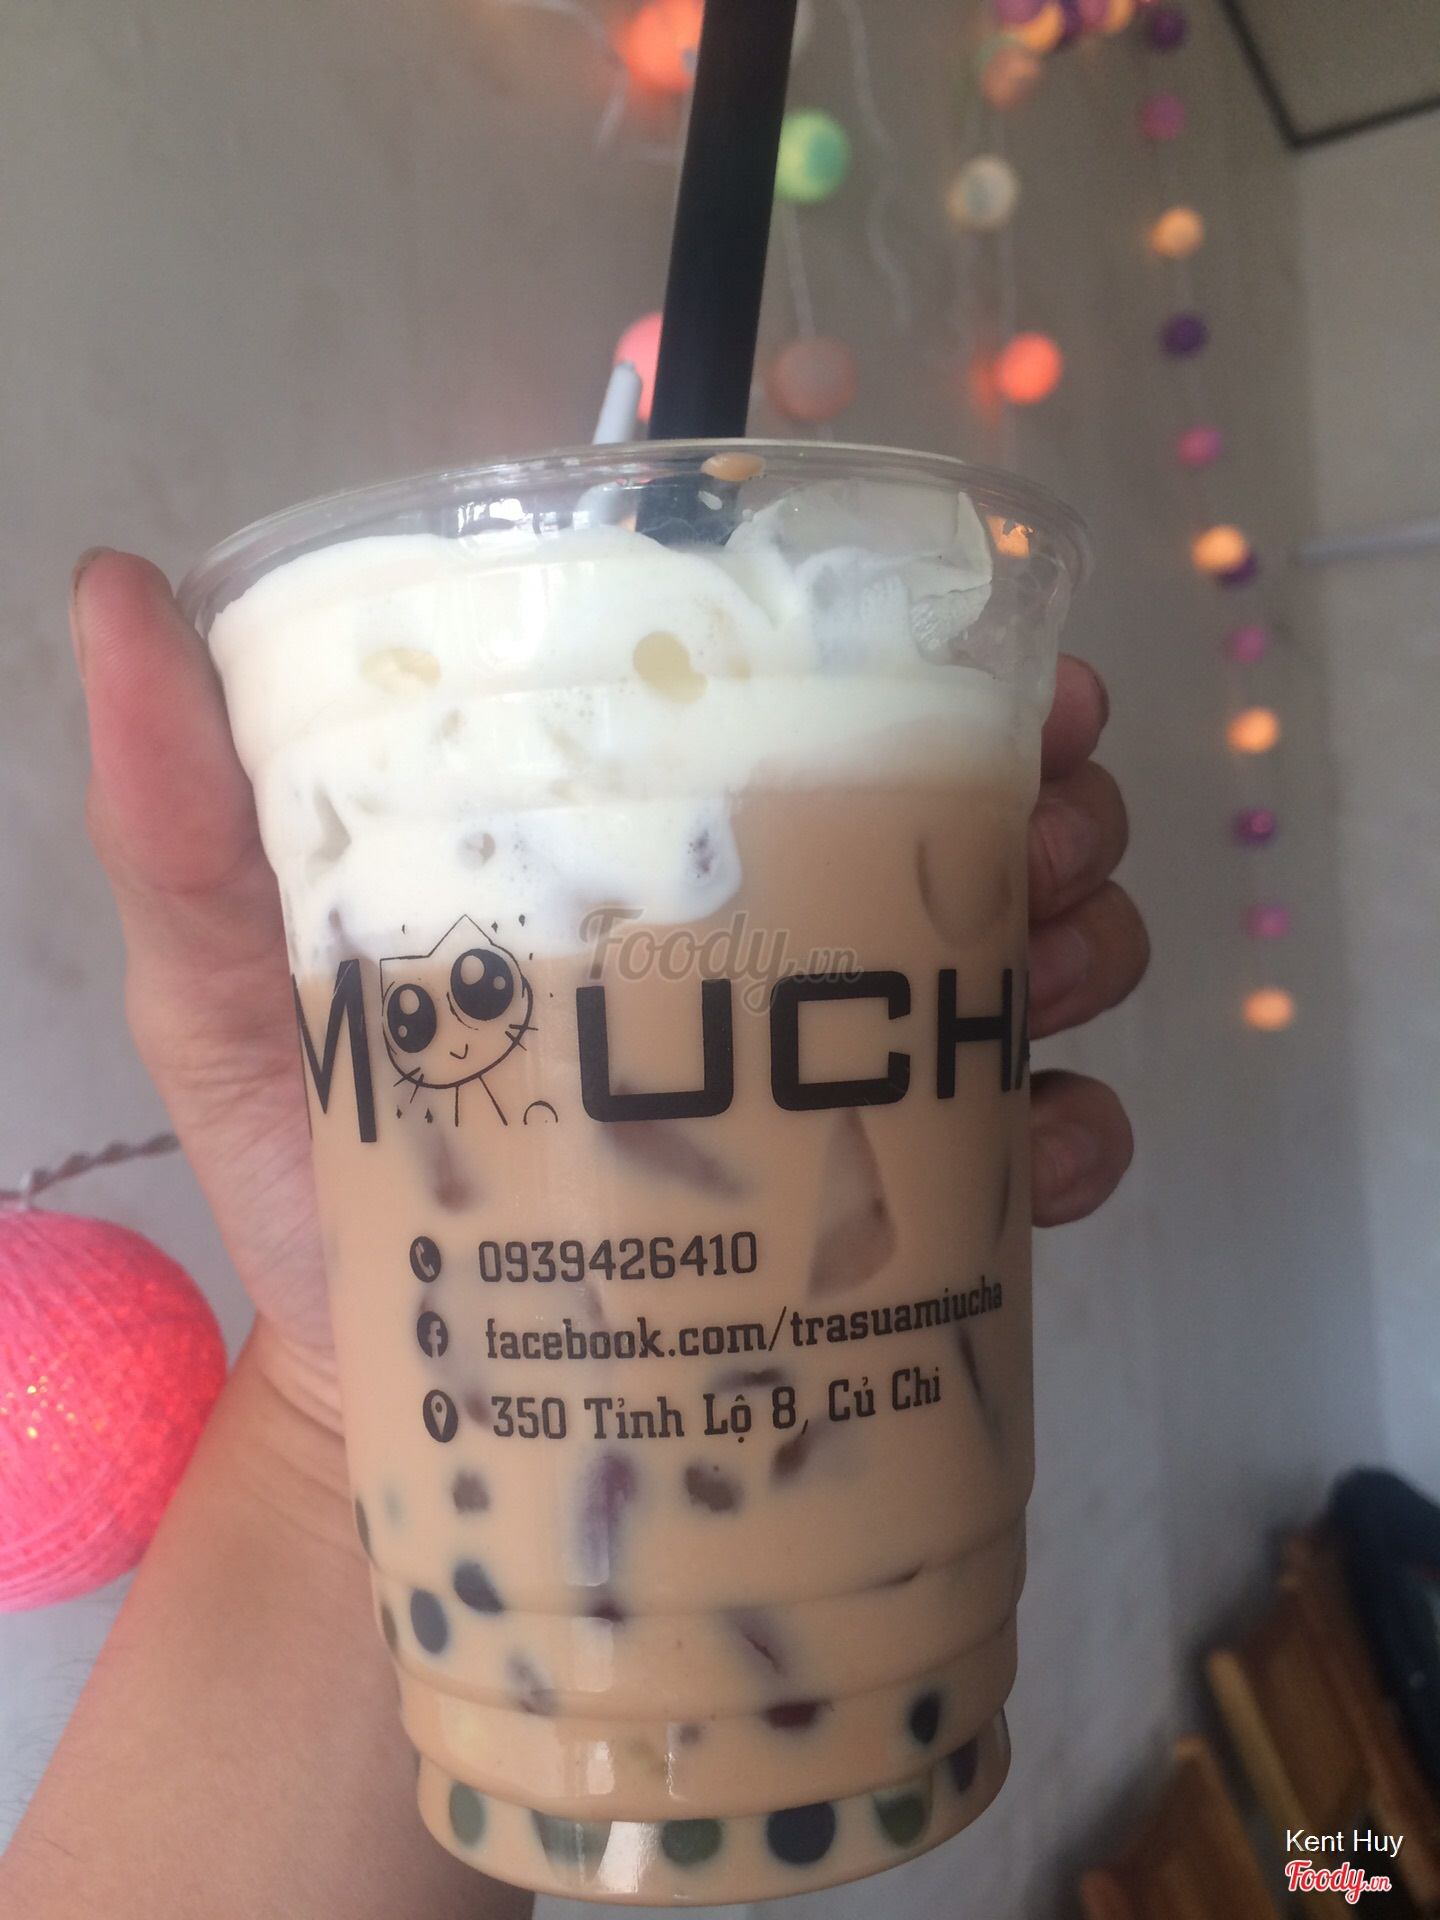 Foody.vn
MUCHA
0939426410
facebook.com/trasuamiucha
350 Tỉnh Lộ 8, Củ Chi
Kent Huy
Foody.vn